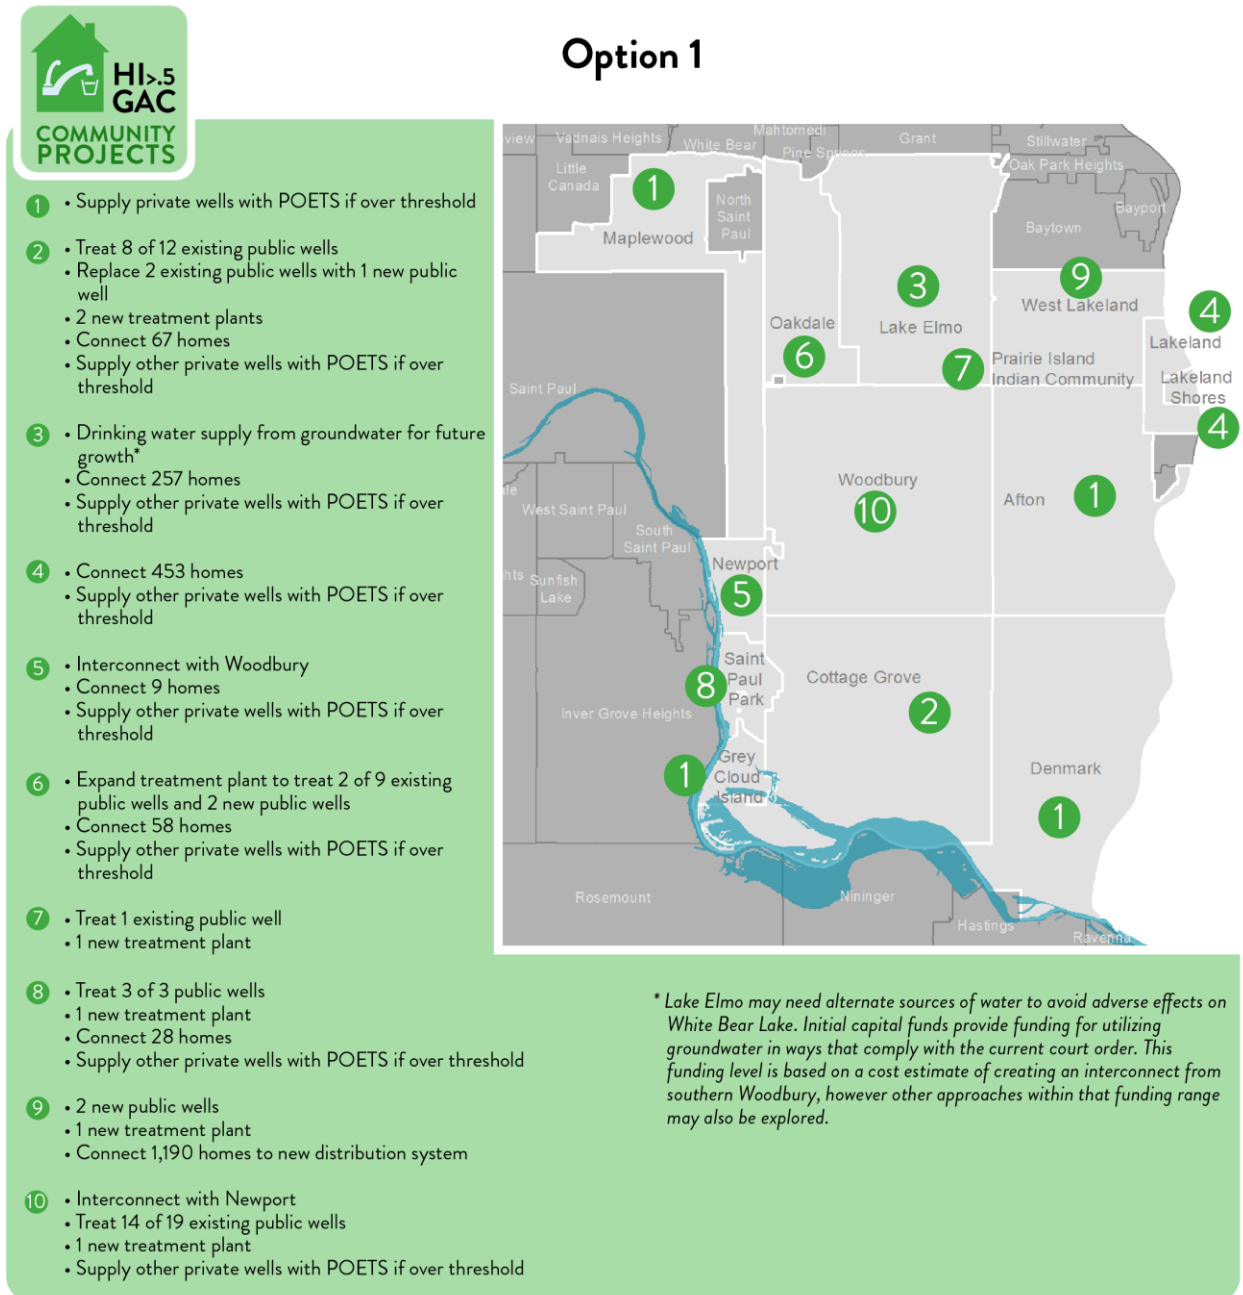 Option 1
HI>.5
GAC
COMMUNITY
PROJECTS
1
• Supply private wells with POETS if over threshold
2
• Treat 8 of 12 existing public wells
• Replace 2 existing public wells with 1 new public
well
• 2 new treatment plants
• Connect 67 homes
• Supply other private wells with POETS if over
threshold
3
• Drinking water supply from groundwater for future
growth*
• Connect 257 homes
• Supply other private wells with POETS if over
threshold
4
• Connect 453 homes
• Supply other private wells with POETS if over
threshold
5
• Interconnect with Woodbury
• Connect 9 homes
• Supply other private wells with POETS if over
threshold
6
• Expand treatment plant to treat 2 of 9 existing
public wells and 2 new public wells
• Connect 58 homes
• Supply other private wells with POETS if over
threshold
7
• Treat 1 existing public well
• 1 new treatment plant
8
• Treat 3 of 3 public wells
• 1 new treatment plant
• Connect 28 homes
• Supply other private wells with POETS if over threshold
9
• 2 new public wells
• 1 new treatment plant
• Connect 1,190 homes to new distribution system
10
• Interconnect with Newport
• Treat 14 of 19 existing public wells
• 1 new treatment plant
• Supply other private wells with POETS if over threshold
view
Vadnais Heights
White Bear
Mahtomedi
Pine Springs
Grant
Stillwater
Oak Park Heights
Little
Canada
1
Maplewood
North
Saint
Paul
Bayport
Baytown
9
West Lakeland
3
Lake Elmo
4
Lakeland
Oakdale
6
7
Prairie Island
Indian Community
Lakeland
Shores
4
Saint Paul
Woodbury
10
Afton
1
West Saint Paul
South
Saint Paul
Newport
5
hts
Sunfish
Lake
Saint
Paul
Park
8
Cottage Grove
2
Inver Grove Heights
1
Grey
Cloud
Island
Denmark
1
Rosemount
Nininger
Hastings
Ravenna
* Lake Elmo may need alternate sources of water to avoid adverse effects on
White Bear Lake. Initial capital funds provide funding for utilizing
groundwater in ways that comply with the current court order. This
funding level is based on a cost estimate of creating an interconnect from
southern Woodbury, however other approaches within that funding range
may also be explored.